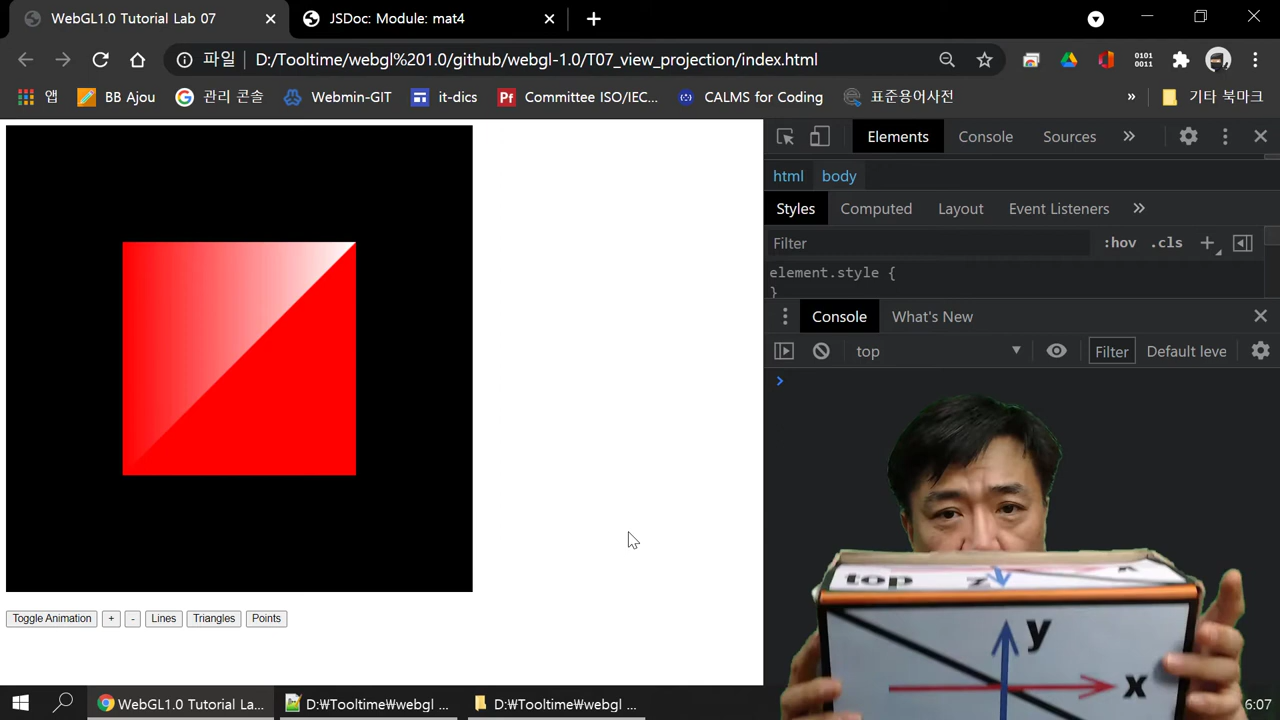 WebGL1.0 Tutorial Lab 07
JSDoc: Module: mat4
파일
D:/Tooltime/webgl%201.0/github/webgl-1.0/T07_view_projection/index.html
0101
0011
앱
BB Ajou
관리 콘솔
Webmin-GIT
it-dics
Pf
Committee ISO/IEC...
CALMS for Coding
표준용어사전
»
기타 북마크
Elements
Console
Sources
»
html
body
Styles
Computed
Layout
Event Listeners
»
Filter
:hov
.cls
+
element.style {
}
Console
What's New
top
Filter
Default leve
>
top
z
x
y
x
Toggle Animation
+
-
Lines
Triangles
Points
WebGL1.0 Tutorial La...
D:₩Tooltime₩webgl ...
D:₩Tooltime₩webgl ...
6:07